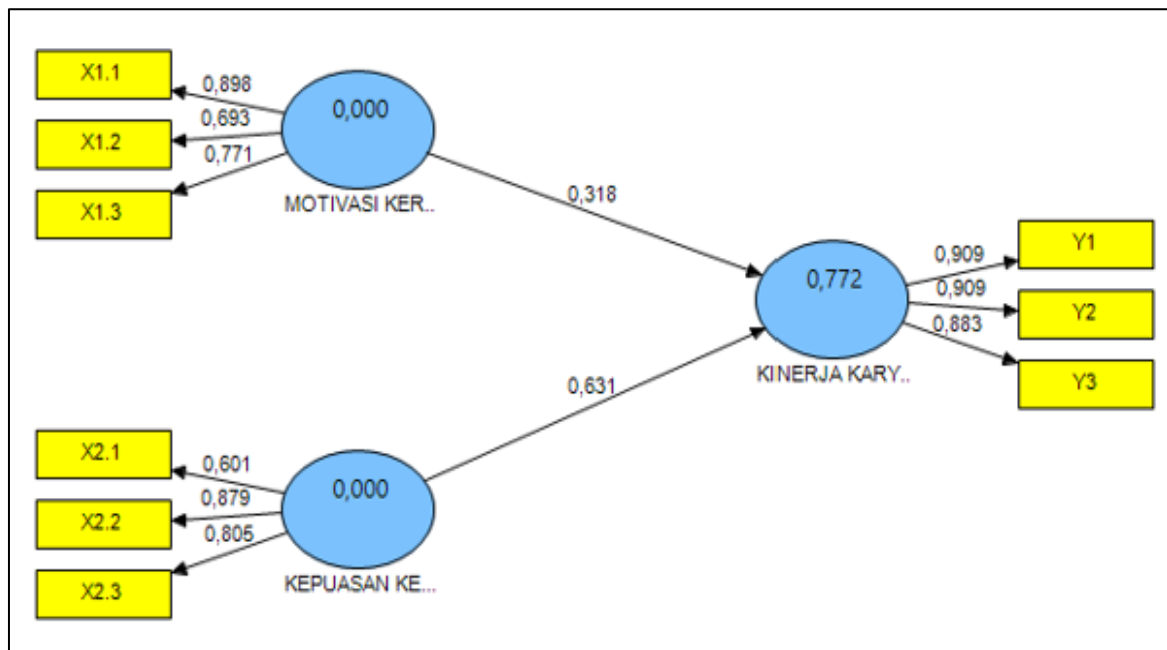 X1.1
0,898
X1.2
0,693
X1.3
0,771
0,000
MOTIVASI KER..
0,318
X2.1
0,601
X2.2
0,879
X2.3
0,805
0,000
KEPUASAN KE...
0,631
0,772
KINERJA KARY..
0,909
Y1
0,909
Y2
0,883
Y3